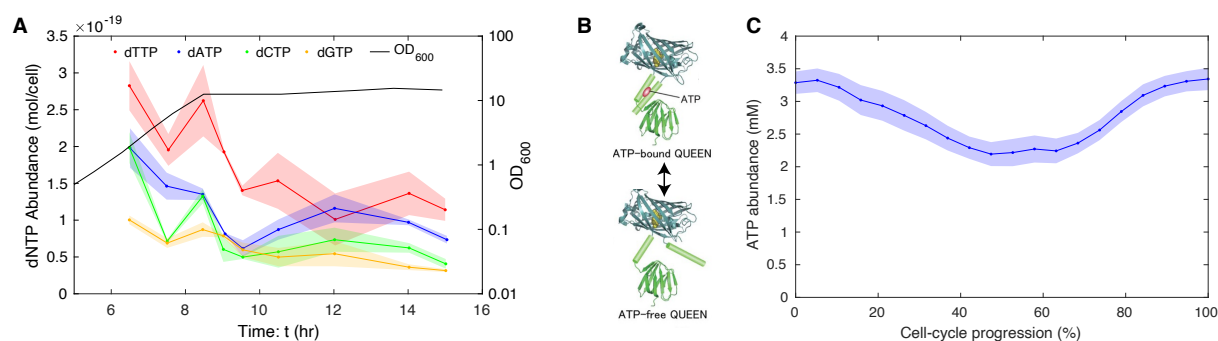 A
×10⁻¹⁹
dTTP dATP dCTP dGTP OD600
3.5
3
2.5
2
1.5
1
0.5
0
dNTP Abundance (mol/cell)
100
10
1
0.1
0.01
OD600
6 8 10 12 14 16
Time: t (hr)
B
ATP
ATP−bound QUEEN
ATP−free QUEEN
C
4
3.5
3
2.5
2
1.5
1
0.5
0
ATP abundance (mM)
0 20 40 60 80 100
Cell-cycle progression (%)